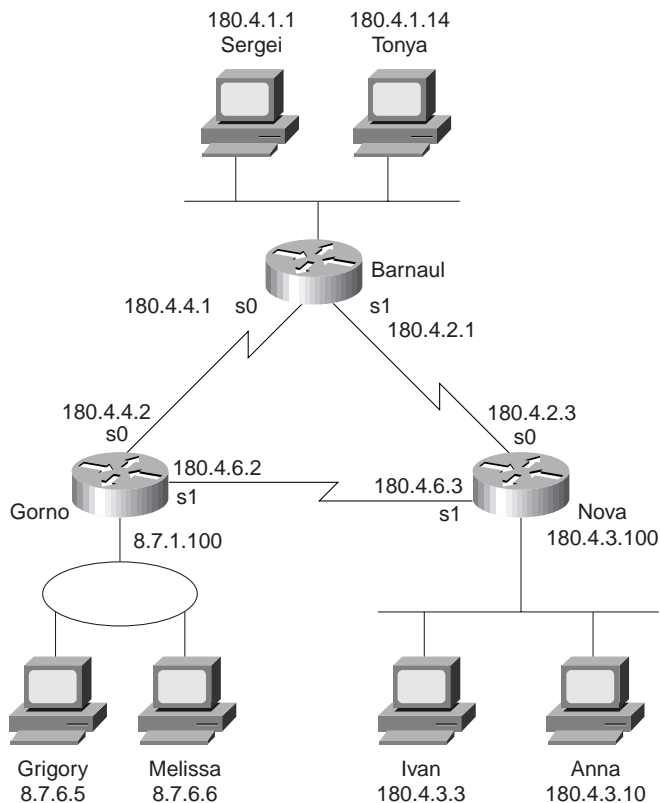 180.4.1.1
Sergei
180.4.1.14
Tonya
Barnaul
180.4.4.1
s0
s1
180.4.2.1
180.4.4.2
s0
180.4.2.3
s0
180.4.6.2
s1
180.4.6.3
s1
Gorno
Nova
180.4.3.100
8.7.1.100
Grigory
8.7.6.5
Melissa
8.7.6.6
Ivan
180.4.3.3
Anna
180.4.3.10